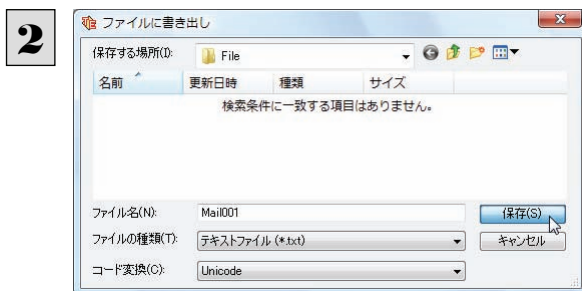 2
ファイルに書き出し
保存する場所(I):
File
名前 更新日時 種類 サイズ
検索条件に一致する項目はありません。
ファイル名(N): Mail001 保存(S)
ファイルの種類(T): テキストファイル (*.txt) キャンセル
コード変換(C): Unicode